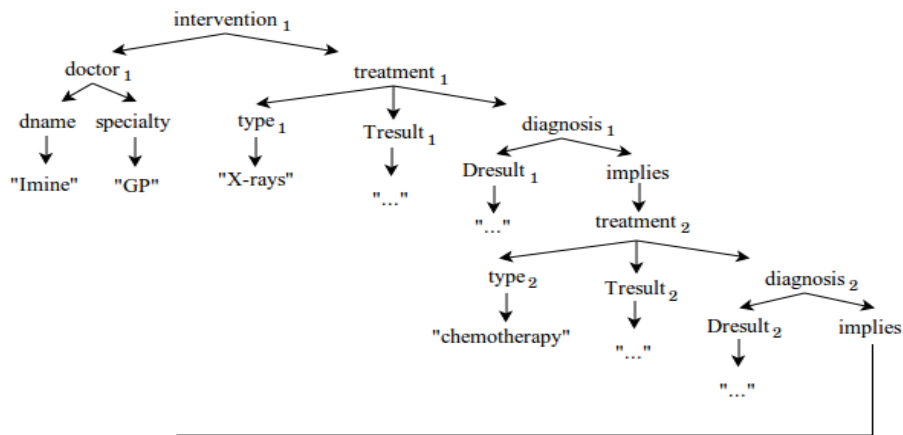 intervention 1
doctor 1 treatment 1
dname specialty type 1 Tresult 1 diagnosis 1
"Imine" "GP" "X-rays" "..." Dresult 1 implies
"..." treatment 2
type 2 Tresult 2 diagnosis 2
"chemotherapy" "..." Dresult 2 implies
"..."